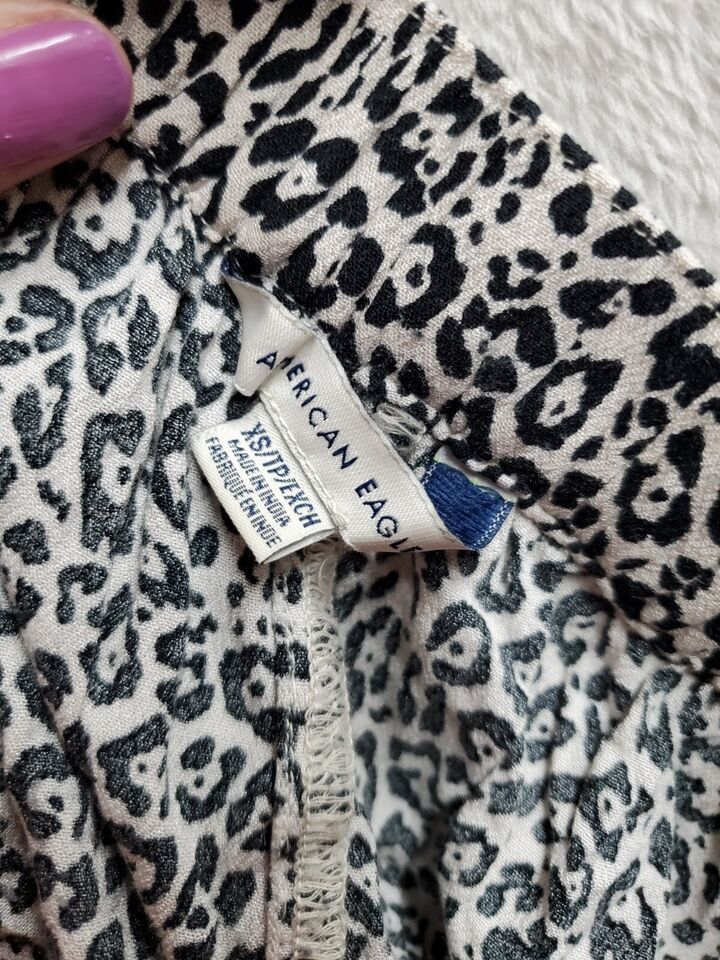 AMERICAN EAGLE
XS/TP/EXCH
MADE IN INDIA
FABRIQUÉ EN INDE